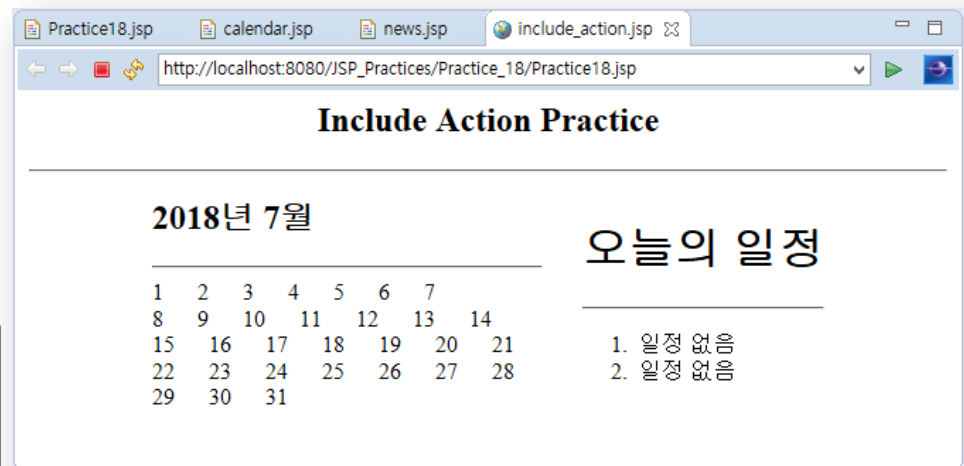 Practice18.jsp calendar.jsp news.jsp include_action.jsp
http://localhost:8080/JSP_Practices/Practice_18/Practice18.jsp
Include Action Practice
2018년 7월
1 2 3 4 5 6 7
8 9 10 11 12 13 14
15 16 17 18 19 20 21
22 23 24 25 26 27 28
29 30 31
오늘의 일정
1. 일정 없음
2. 일정 없음